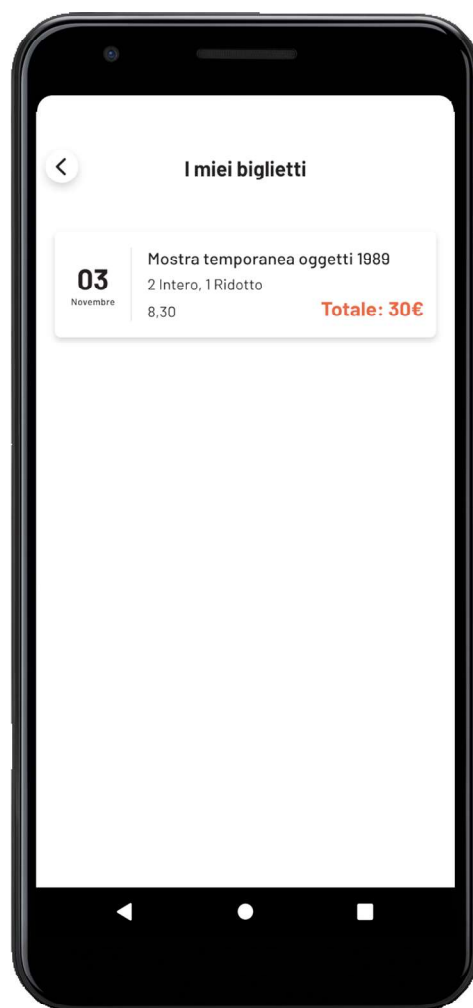 I miei biglietti
03
Novembre
Mostra temporanea oggetti 1989
2 Intero, 1 Ridotto
8,30
Totale: 30€